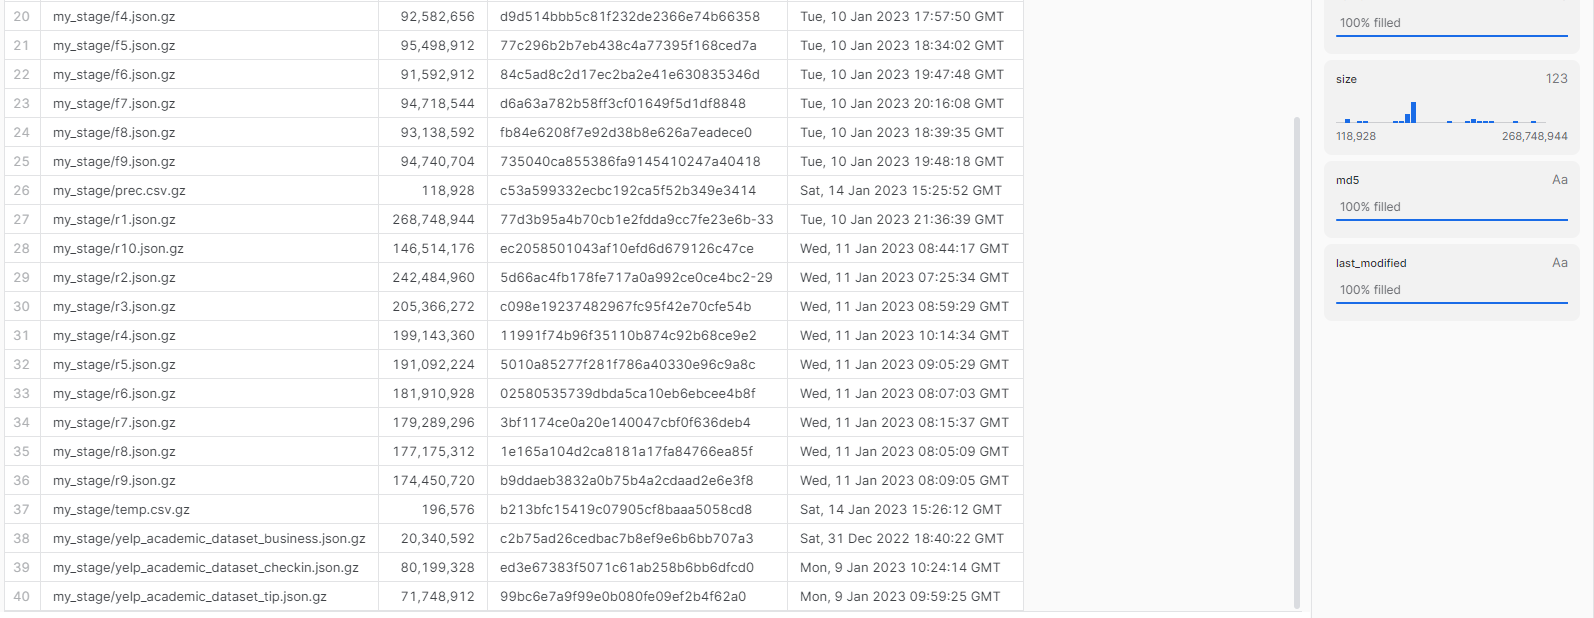 20 my_stage/f4.json.gz 92,582,656 d9d514bbb5c81f232de2366e74b66358 Tue, 10 Jan 2023 17:57:50 GMT
21 my_stage/f5.json.gz 95,498,912 77c296b2b7eb438c4a77395f168ced7a Tue, 10 Jan 2023 18:34:02 GMT
22 my_stage/f6.json.gz 91,592,912 84c5ad8c2d17ec2ba2e41e630835346d Tue, 10 Jan 2023 19:47:48 GMT
23 my_stage/f7.json.gz 94,718,544 d6a63a782b58ff3cf01649f5d1df8848 Tue, 10 Jan 2023 20:16:08 GMT
24 my_stage/f8.json.gz 93,138,592 fb84e6208f7e92d38b8e626a7eadece0 Tue, 10 Jan 2023 18:39:35 GMT
25 my_stage/f9.json.gz 94,740,704 735040ca855386fa9145410247a40418 Tue, 10 Jan 2023 19:48:18 GMT
26 my_stage/prec.csv.gz 118,928 c53a599332ecbc192ca5f52b349e3414 Sat, 14 Jan 2023 15:25:52 GMT
27 my_stage/r1.json.gz 268,748,944 77d3b95a4b70cb1e2fdda9cc7fe23e6b-33 Tue, 10 Jan 2023 21:36:39 GMT
28 my_stage/r10.json.gz 146,514,176 ec2058501043af10efd6d679126c47ce Wed, 11 Jan 2023 08:44:17 GMT
29 my_stage/r2.json.gz 242,484,960 5d66ac4fb178fe717a0a992ce0ce4bc2-29 Wed, 11 Jan 2023 07:25:34 GMT
30 my_stage/r3.json.gz 205,366,272 c098e19237482967fc95f42e70cfe54b Wed, 11 Jan 2023 08:59:29 GMT
31 my_stage/r4.json.gz 199,143,360 11991f74b96f35110b874c92b68ce9e2 Wed, 11 Jan 2023 10:14:34 GMT
32 my_stage/r5.json.gz 191,092,224 5010a85277f281f786a40330e96c9a8c Wed, 11 Jan 2023 09:05:29 GMT
33 my_stage/r6.json.gz 181,910,928 02580535739dbda5ca10eb6ebcee4b8f Wed, 11 Jan 2023 08:07:03 GMT
34 my_stage/r7.json.gz 179,289,296 3bf1174ce0a20e140047cbf0f636deb4 Wed, 11 Jan 2023 08:15:37 GMT
35 my_stage/r8.json.gz 177,175,312 1e165a104d2ca8181a17fa84766ea85f Wed, 11 Jan 2023 08:05:09 GMT
36 my_stage/r9.json.gz 174,450,720 b9ddaeb3832a0b75b4a2cdaad2e6e3f8 Wed, 11 Jan 2023 08:09:05 GMT
37 my_stage/temp.csv.gz 196,576 b213bfc15419c07905cf8baaa5058cd8 Sat, 14 Jan 2023 15:26:12 GMT
38 my_stage/yelp_academic_dataset_business.json.gz 20,340,592 c2b75ad26cedbac7b8ef9e6b6bb707a3 Sat, 31 Dec 2022 18:40:22 GMT
39 my_stage/yelp_academic_dataset_checkin.json.gz 80,199,328 ed3e67383f5071c61ab258b6bb6dfcd0 Mon, 9 Jan 2023 10:24:14 GMT
40 my_stage/yelp_academic_dataset_tip.json.gz 71,748,912 99bc6e7a9f99e0b080fe09ef2b4f62a0 Mon, 9 Jan 2023 09:59:25 GMT
100% filled
size 123
118,928 268,748,944
md5 Aa
100% filled
last_modified Aa
100% filled